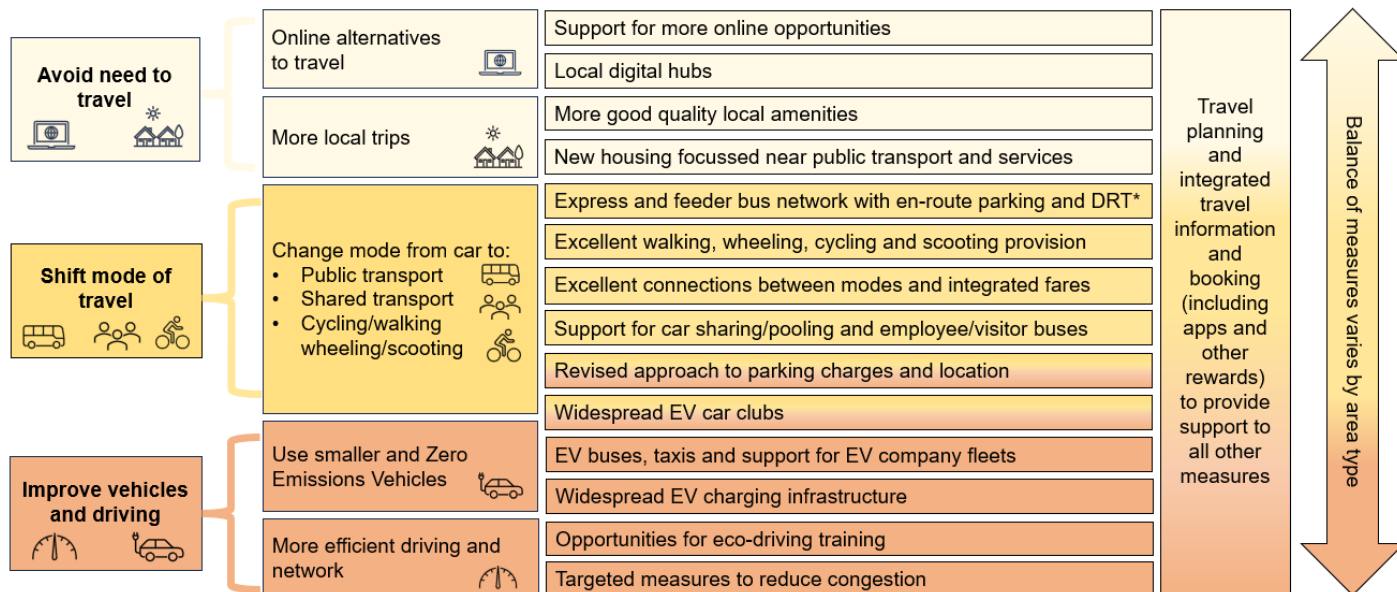 Avoid need to
travel
Online alternatives
to travel
Support for more online opportunities
Local digital hubs
More local trips
More good quality local amenities
New housing focussed near public transport and services
Shift mode of
travel
Change mode from car to:
• Public transport
• Shared transport
• Cycling/walking
wheeling/scooting
Express and feeder bus network with en-route parking and DRT*
Excellent walking, wheeling, cycling and scooting provision
Excellent connections between modes and integrated fares
Support for car sharing/pooling and employee/visitor buses
Revised approach to parking charges and location
Widespread EV car clubs
Improve vehicles
and driving
Use smaller and Zero
Emissions Vehicles
EV buses, taxis and support for EV company fleets
Widespread EV charging infrastructure
More efficient driving and
network
Opportunities for eco-driving training
Targeted measures to reduce congestion
Travel
planning
and
integrated
travel
information
and
booking
(including
apps and
other
rewards)
to provide
support to
all other
measures
Balance of measures varies by area type